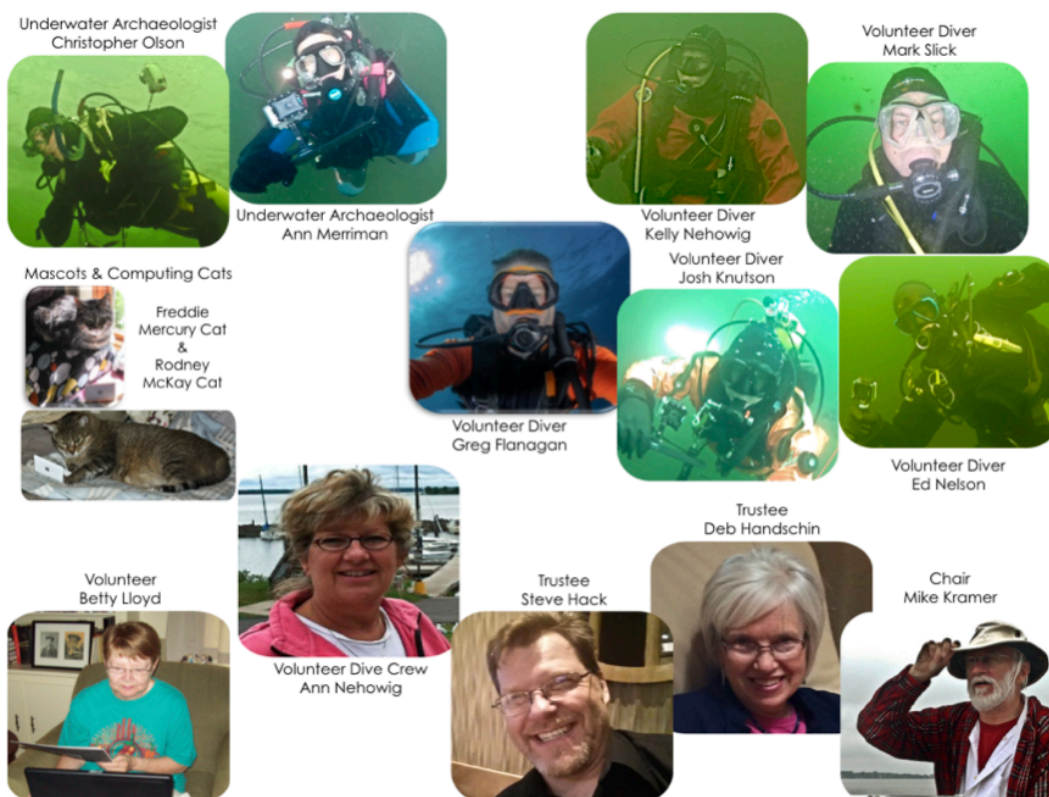 Underwater Archaeologist
Christopher Olson
Underwater Archaeologist
Ann Merriman
Volunteer Diver
Kelly Nehowig
Volunteer Diver
Mark Slick
Mascots & Computing Cats
Freddie
Mercury Cat
&
Rodney
McKay Cat
Volunteer Diver
Greg Flanagan
Volunteer Diver
Josh Knutson
Volunteer Diver
Ed Nelson
Volunteer
Betty Lloyd
Volunteer Dive Crew
Ann Nehowig
Trustee
Steve Hack
Trustee
Deb Handschin
Chair
Mike Kramer